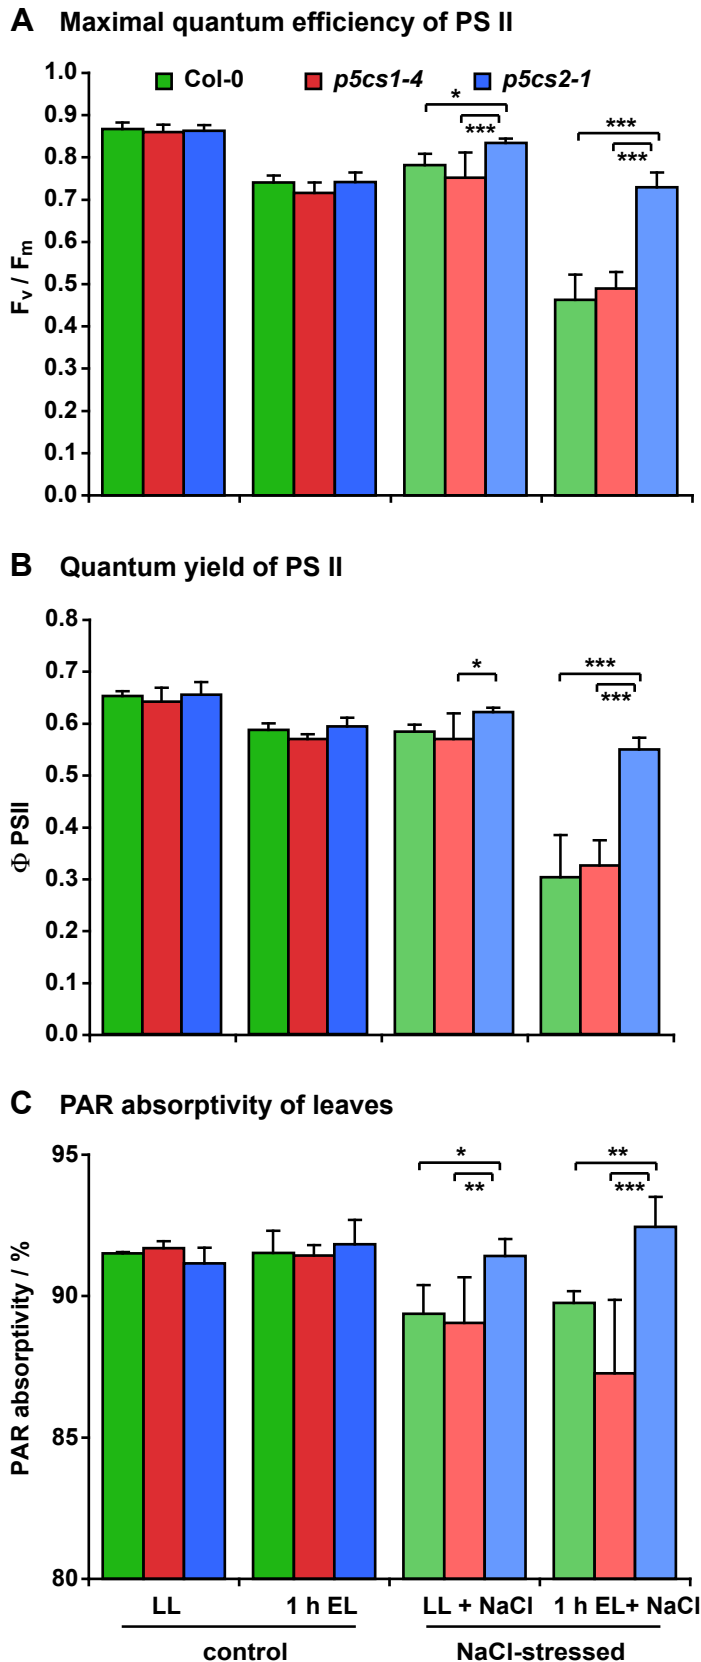 A Maximal quantum efficiency of PS II
1.0
Col-0 p5cs1-4 p5cs2-1
0.9
0.8
0.7
0.6
0.5
0.4
0.3
0.2
0.1
0.0
Fv / Fm
* *** *** ***
B Quantum yield of PS II
0.8
0.7
0.6
0.5
0.4
0.3
0.2
0.1
0.0
Φ PSII
* *** ***
C PAR absorptivity of leaves
95
90
85
80
PAR absorptivity / %
* ** ** ***
LL 1 h EL LL + NaCl 1 h EL+ NaCl
control NaCl-stressed